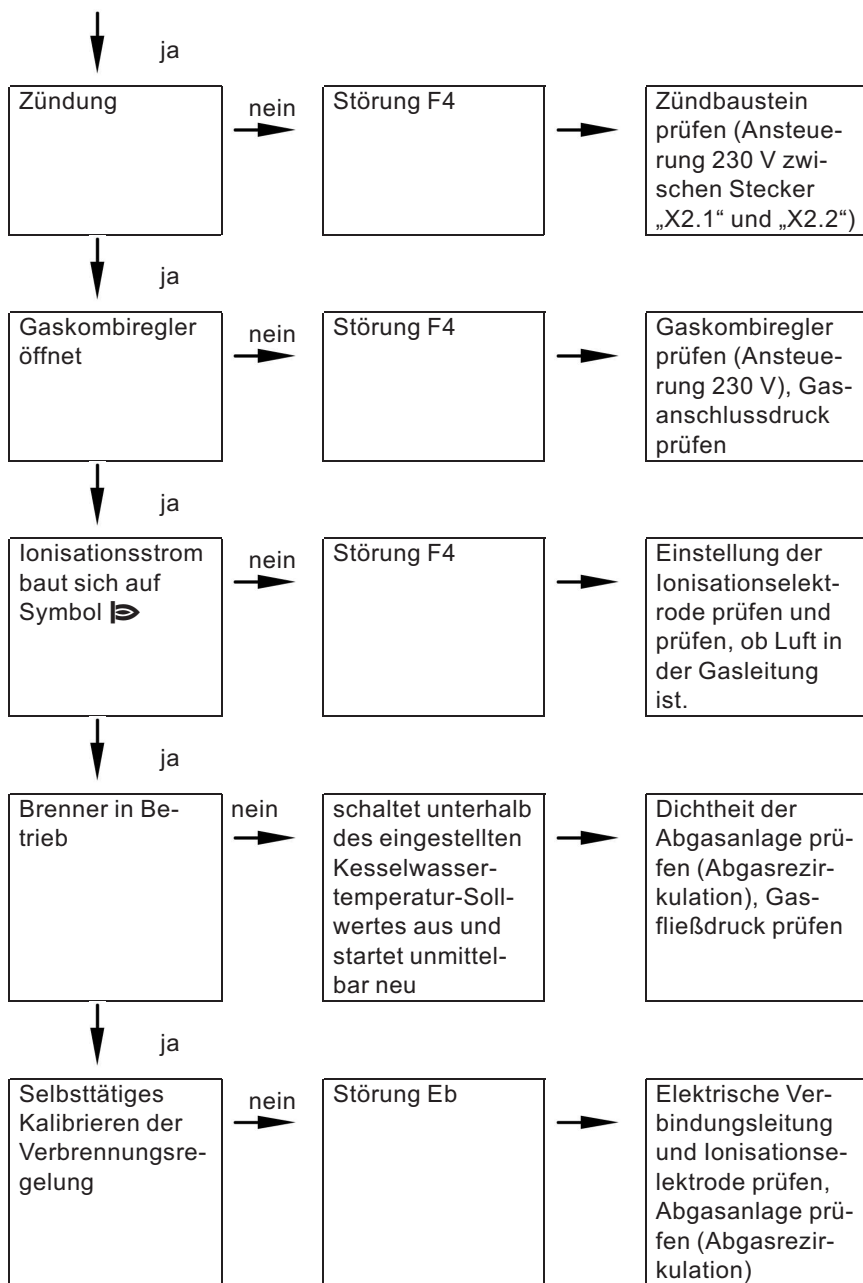 ja
Zündung
nein
Störung F4
Zündbaustein
prüfen (Ansteue-
rung 230 V zwi-
schen Stecker
„X2.1“ und „X2.2“)
ja
Gaskombiregler
öffnet
nein
Störung F4
Gaskombiregler
prüfen (Ansteue-
rung 230 V), Gas-
anschlussdruck
prüfen
ja
Ionisationsstrom
baut sich auf
Symbol
nein
Störung F4
Einstellung der
Ionisationselekt-
rode prüfen und
prüfen, ob Luft in
der Gasleitung
ist.
ja
Brenner in Be-
trieb
nein
schaltet unterhalb
des eingestellten
Kesselwasser-
temperatur-Soll-
wertes aus und
startet unmittel-
bar neu
Dichtheit der
Abgasanlage prü-
fen (Abgasrezir-
kulation), Gas-
fließdruck prüfen
ja
Selbsttätiges
Kalibrieren der
Verbrennungsre-
gelung
nein
Störung Eb
Elektrische Ver-
bindungsleitung
und Ionisationse-
lektrode prüfen,
Abgasanlage prü-
fen (Abgasrezir-
kulation)